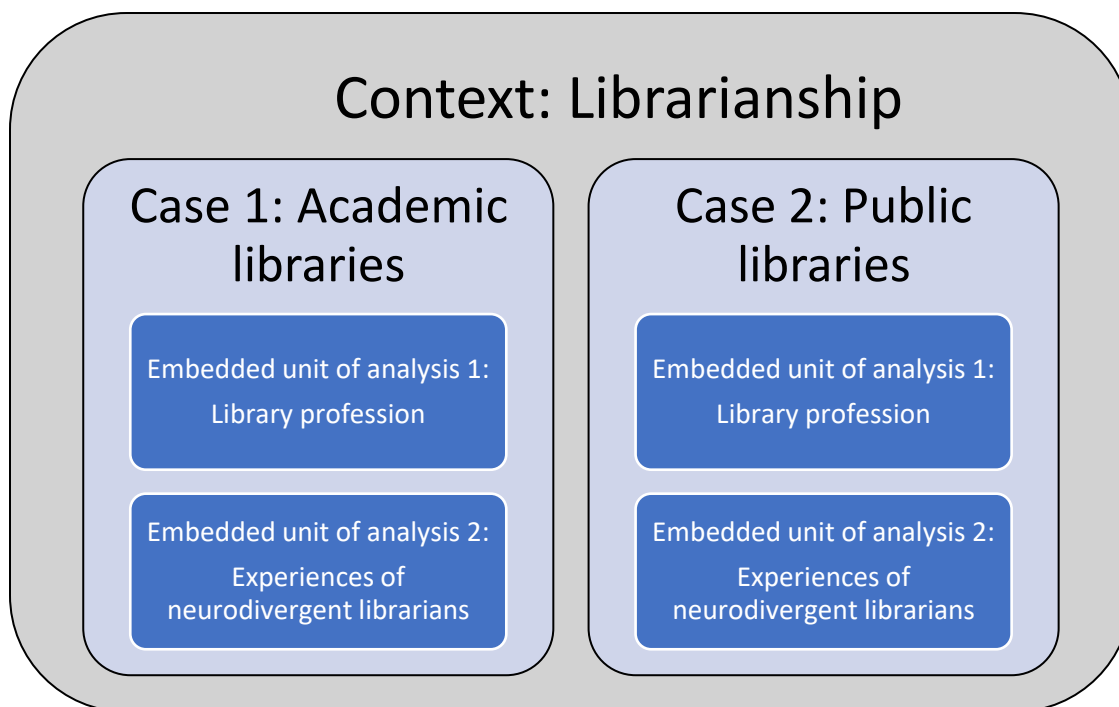 Context: Librarianship
Case 1: Academic
libraries
Embedded unit of analysis 1:
Library profession
Embedded unit of analysis 2:
Experiences of
neurodivergent librarians
Case 2: Public
libraries
Embedded unit of analysis 1:
Library profession
Embedded unit of analysis 2:
Experiences of
neurodivergent librarians